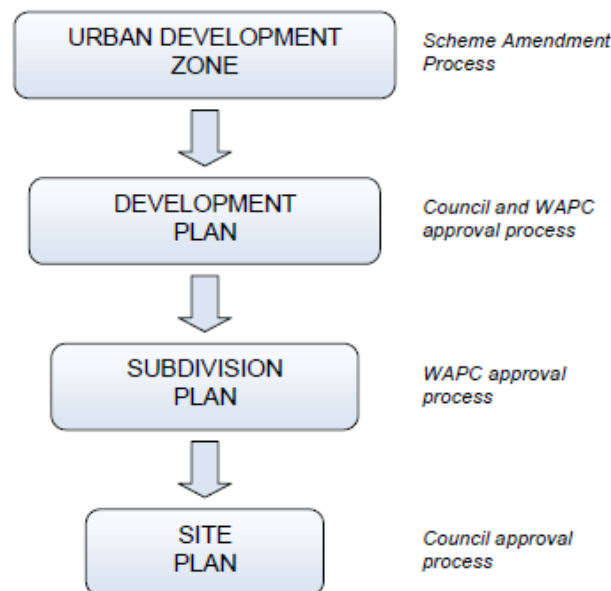 URBAN DEVELOPMENT
ZONE
Scheme Amendment
Process
DEVELOPMENT
PLAN
Council and WAPC
approval process
SUBDIVISION
PLAN
WAPC approval
process
SITE
PLAN
Council approval
process